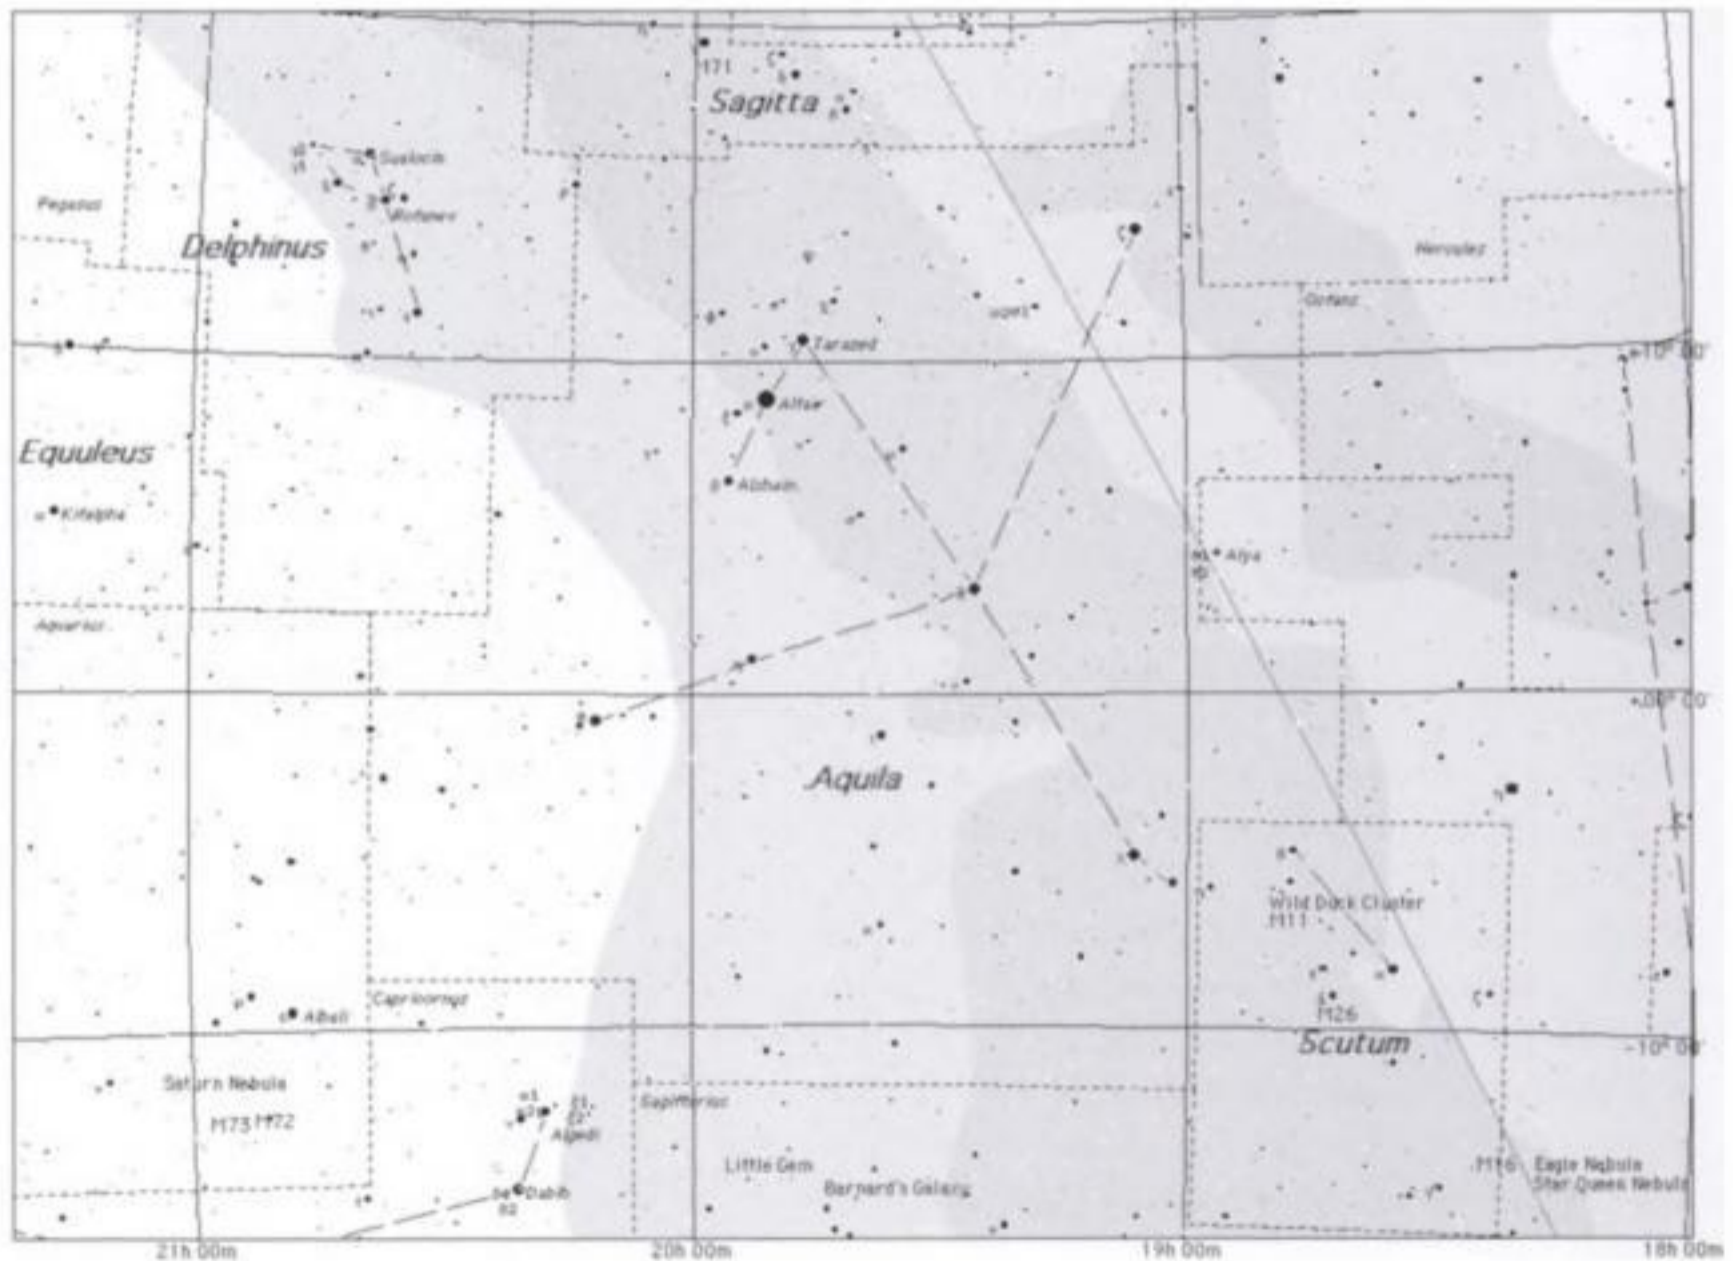 M71
Sagitta
Sualocin
Pegasus
Rotanev
Delphinus
Hercules
Tarazed
+10° 00'
Altair
Equuleus
Alshain
Kitalpha
Alya
Aquarius
+00° 00'
Aquila
Wild Duck Cluster
M11
Capricornus
Albali
M26
Scutum
-10° 00'
Saturn Nebula
M73 M72
Sagittarius
Algedi
Little Gem
M16 Eagle Nebula
Star Queen Nebula
Barnard's Galaxy
Dabih
21h 00m
20h 00m
19h 00m
18h 00m